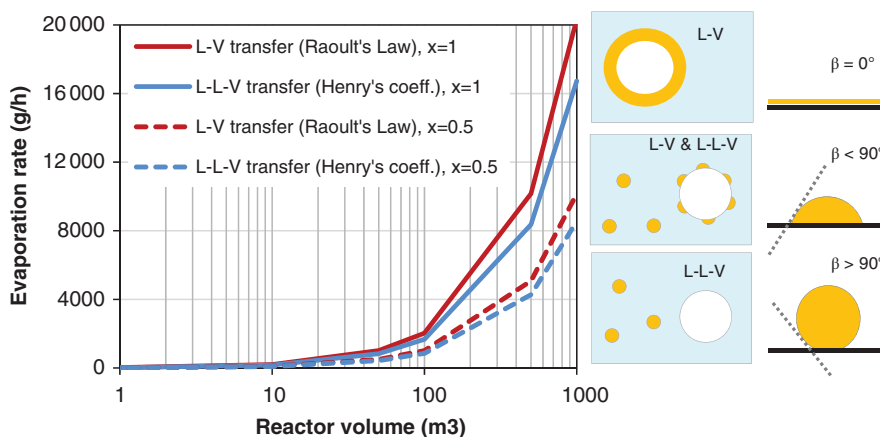 20 000
16 000
12 000
8000
4000
0
Evaporation rate (g/h)
L-V transfer (Raoult's Law), x=1
L-L-V transfer (Henry's coeff.), x=1
L-V transfer (Raoult's Law), x=0.5
L-L-V transfer (Henry's coeff.), x=0.5
1
10
100
1000
Reactor volume (m3)
L-V
β = 0°
L-V & L-L-V
β < 90°
L-L-V
β > 90°